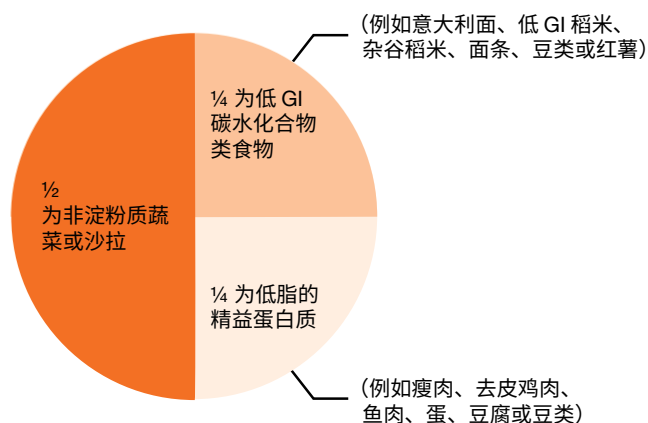 （例如意大利面、低 GI 稻米、
杂谷稻米、面条、豆类或红薯）
¼ 为低 GI
碳水化合物
类食物
½
为非淀粉质蔬
菜或沙拉
¼ 为低脂的
精益蛋白质
（例如瘦肉、去皮鸡肉、
鱼肉、蛋、豆腐或豆类）